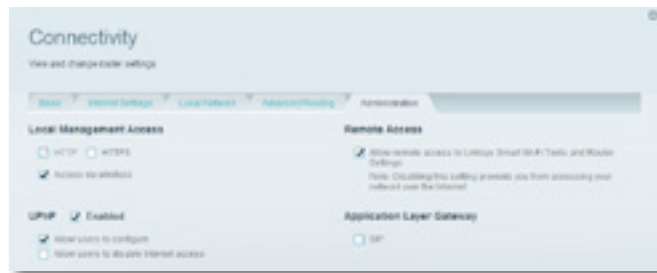 Connectivity
View and change router settings
Basic Internet Settings Local Network Advanced Routing Administration
Local Management Access
HTTP HTTPS
Access via wireless
UPnP Enabled
Allow users to configure
Allow users to disable Internet access
Remote Access
Allow remote access to Linksys Smart Wi-Fi Tools and Router
Settings
Note: Disabling this setting prevents you from accessing your
network over the Internet
Application Layer Gateway
SIP